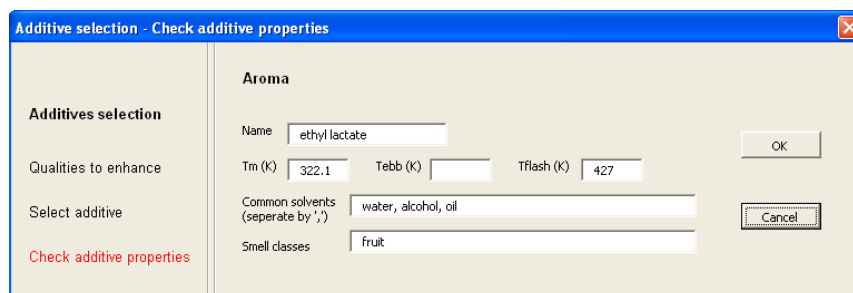 Additive selection - Check additive properties
Aroma
Additives selection
Name ethyl lactate
OK
Qualities to enhance
Tm (K) 322.1 Tebb (K) Tflash (K) 427
Select additive
Common solvents
(seperate by ',') water, alcohol, oil
Cancel
Check additive properties
Smell classes fruit